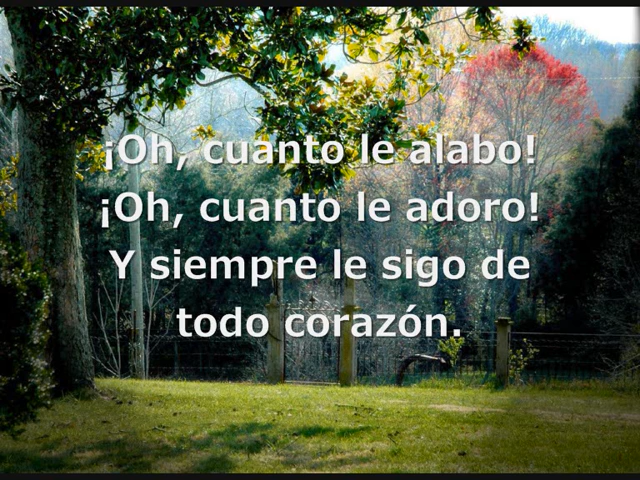 ¡Oh, cuanto le alabo!
¡Oh, cuanto le adoro!
Y siempre le sigo de
todo corazón.